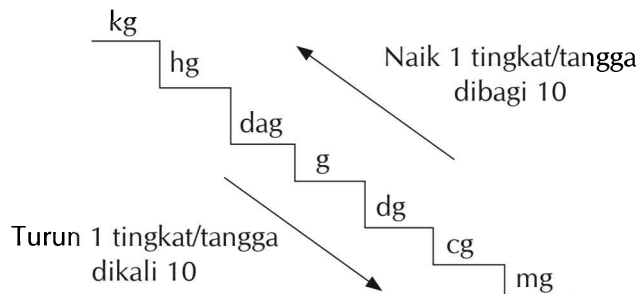 kg
hg
dag
g
dg
cg
mg
Naik 1 tingkat/tangga
dibagi 10
Turun 1 tingkat/tangga
dikali 10